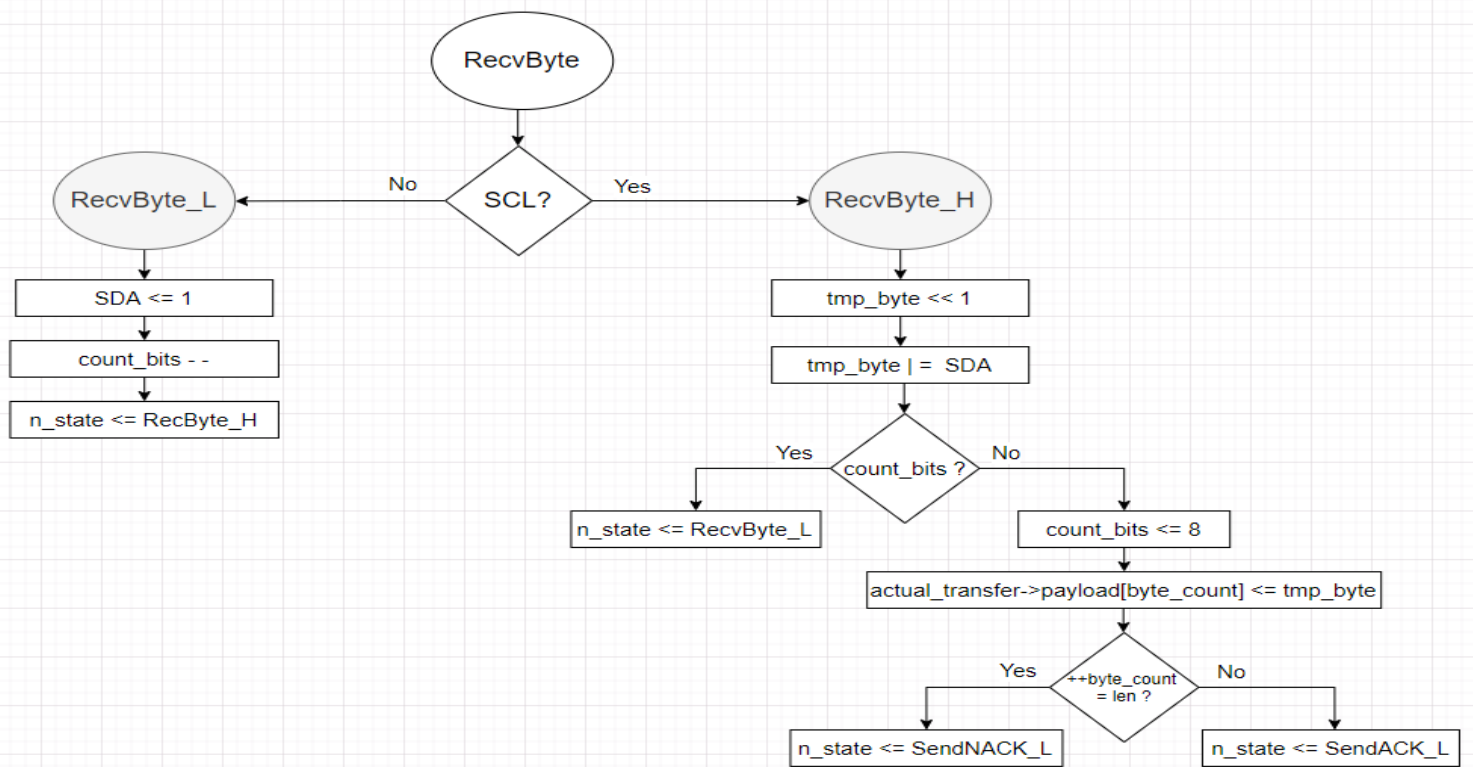 RecvByte
No
SCL?
Yes
RecvByte_L
RecvByte_H
SDA <= 1
count_bits - -
n_state <= RecByte_H
tmp_byte << 1
tmp_byte | = SDA
Yes
count_bits ?
No
n_state <= RecvByte_L
count_bits <= 8
actual_transfer->payload[byte_count] <= tmp_byte
Yes
++byte_count
= len ?
No
n_state <= SendNACK_L
n_state <= SendACK_L